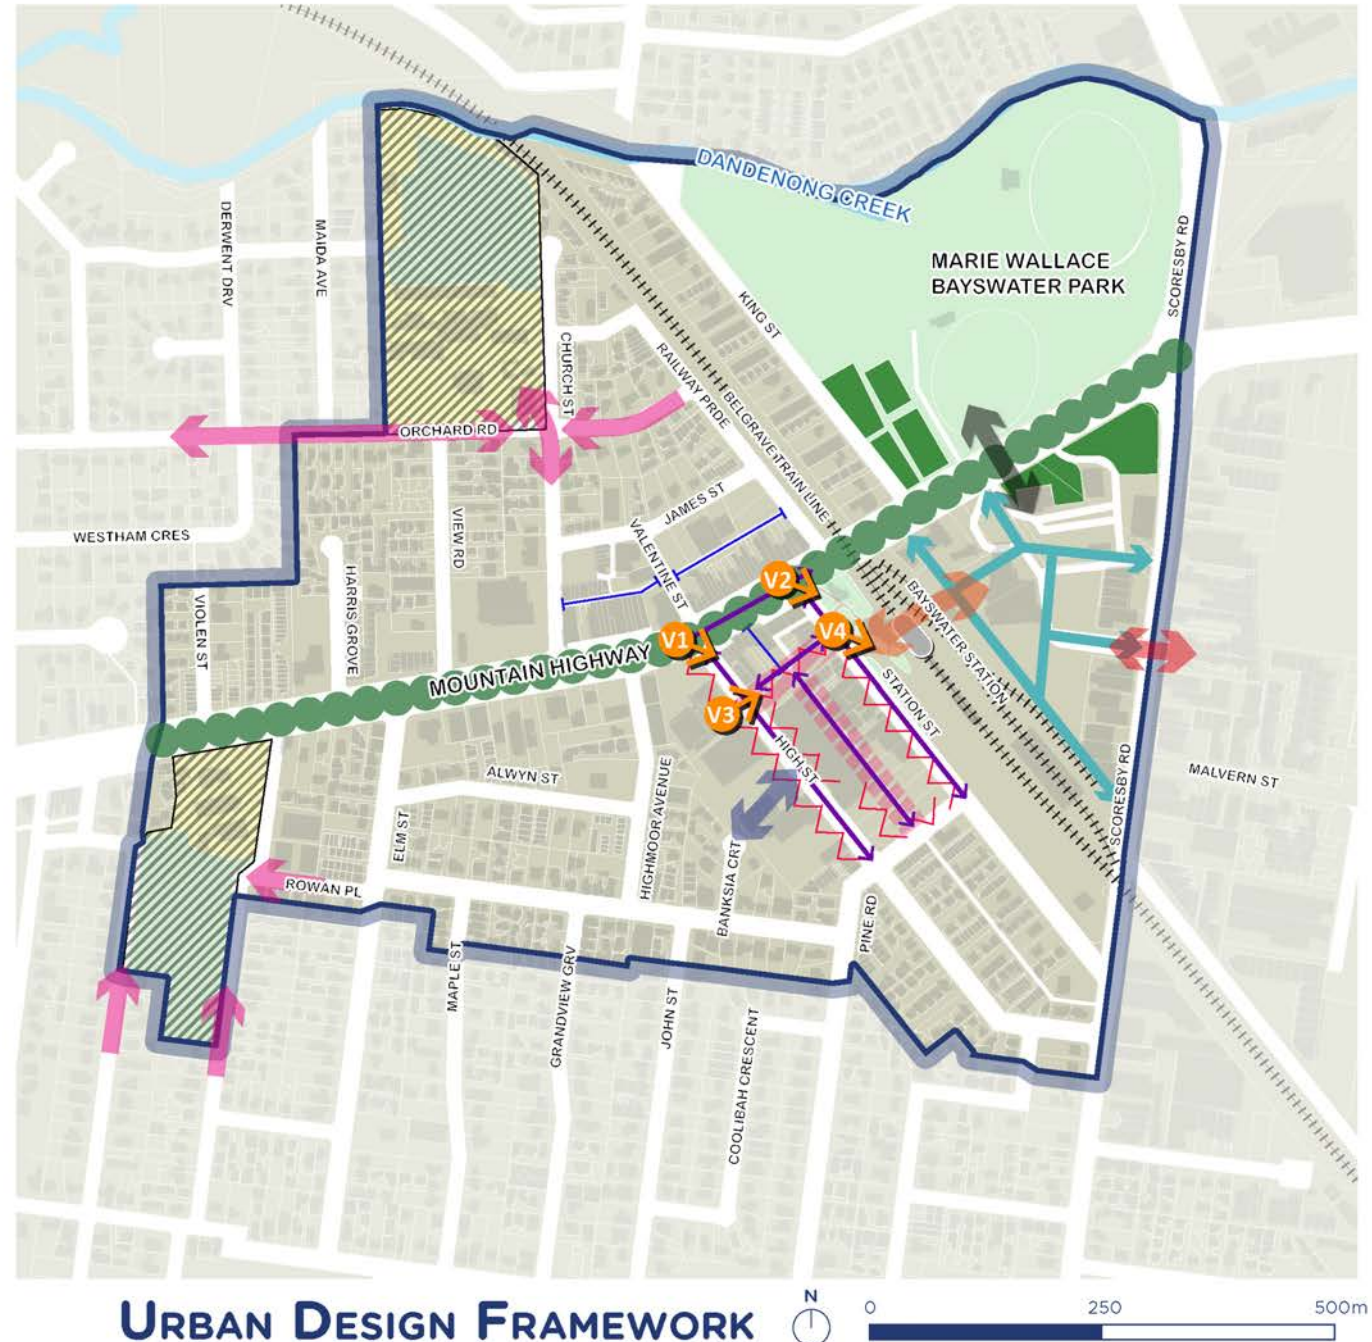 DANDENONG CREEK
MARIE WALLACE
BAYSWATER PARK
DERWENT DRV
MAIDA AVE
SCORESBY RD
KING ST
CHURCH ST
RAILWAY PRDE
BELGRAVE TRAIN LINE
ORCHARD RD
WESTHAM CRES
VIEW RD
JAMES ST
VALENTINE ST
HARRIS GROVE
VIOLEN ST
V2
V1
V4
V3
BAYSWATER STATION
MOUNTAIN HIGHWAY
STATION ST
HIGH ST
ALWYN ST
MALVERN ST
SCORESBY RD
ELM ST
HIGHMOOR AVENUE
BANKSIA CRT
ROWAN PL
PINE RD
MAPLE ST
GRANDVIEW GRV
JOHN ST
COOLIBAH CRESCENT
URBAN DESIGN FRAMEWORK
N
0 250 500m